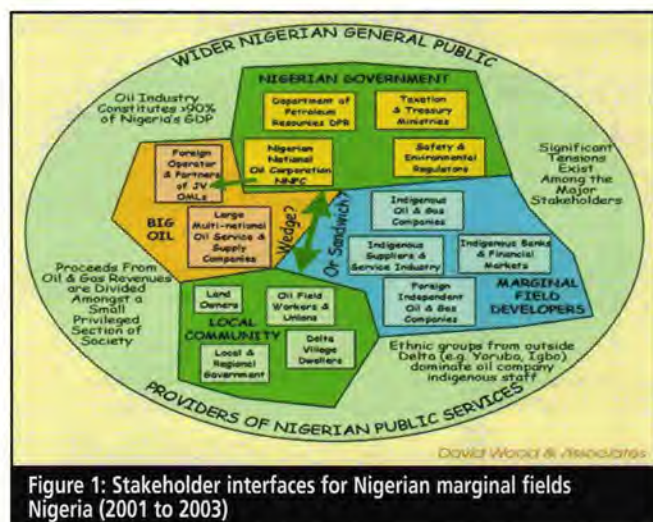 WIDER NIGERIAN GENERAL PUBLIC
NIGERIAN GOVERNMENT
Oil Industry
Constitutes >90%
of Nigeria's GDP
Department of
Petroleum
Resources DPR
Taxation
& Treasury
Ministries
Nigerian
National
Oil Corporation
NNPC
Safety &
Environmental
Regulators
Significant
Tensions
Exist
Among the
Major
Stakeholders
Foreign
Operator
& Partners
of JV
OMLs
BIG
OIL
Large
Multi-national
Oil Service &
Supply
Companies
Wedge?
Or Sandwich?
Indigenous
Oil & Gas
Companies
Indigenous
Suppliers &
Service Industry
Indigenous Banks
& Financial
Markets
Foreign
Independent
Oil & Gas
Companies
MARGINAL
FIELD
DEVELOPERS
Proceeds From
Oil & Gas Revenues
are Divided
Amongst a
Small
Privileged
Section of
Society
Land
Owners
Oil Field
Workers &
Unions
LOCAL
COMMUNITY
Local &
Regional
Government
Delta
Village
Dwellers
Ethnic groups from outside
Delta (e.g. Yoruba, Igbo)
dominate oil company
indigenous staff
PROVIDERS OF NIGERIAN PUBLIC SERVICES
David Wood & Associates
Figure 1: Stakeholder interfaces for Nigerian marginal fields
Nigeria (2001 to 2003)